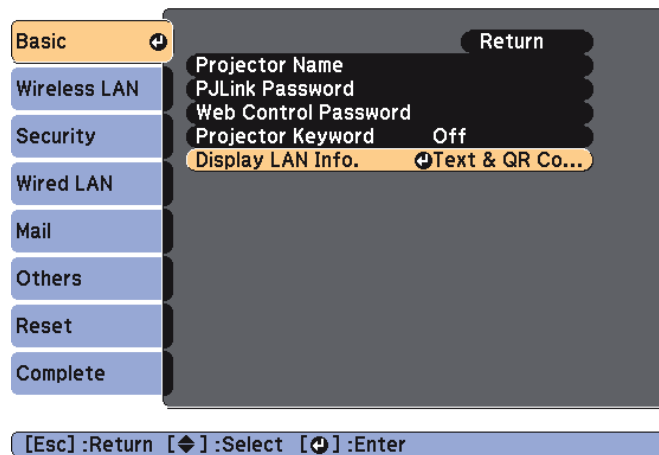 Basic
Wireless LAN
Security
Wired LAN
Mail
Others
Reset
Complete
Return
Projector Name
PJLink Password
Web Control Password
Projector Keyword Off
Display LAN Info. Text & QR Co...
[Esc] :Return [◆] :Select [↵] :Enter